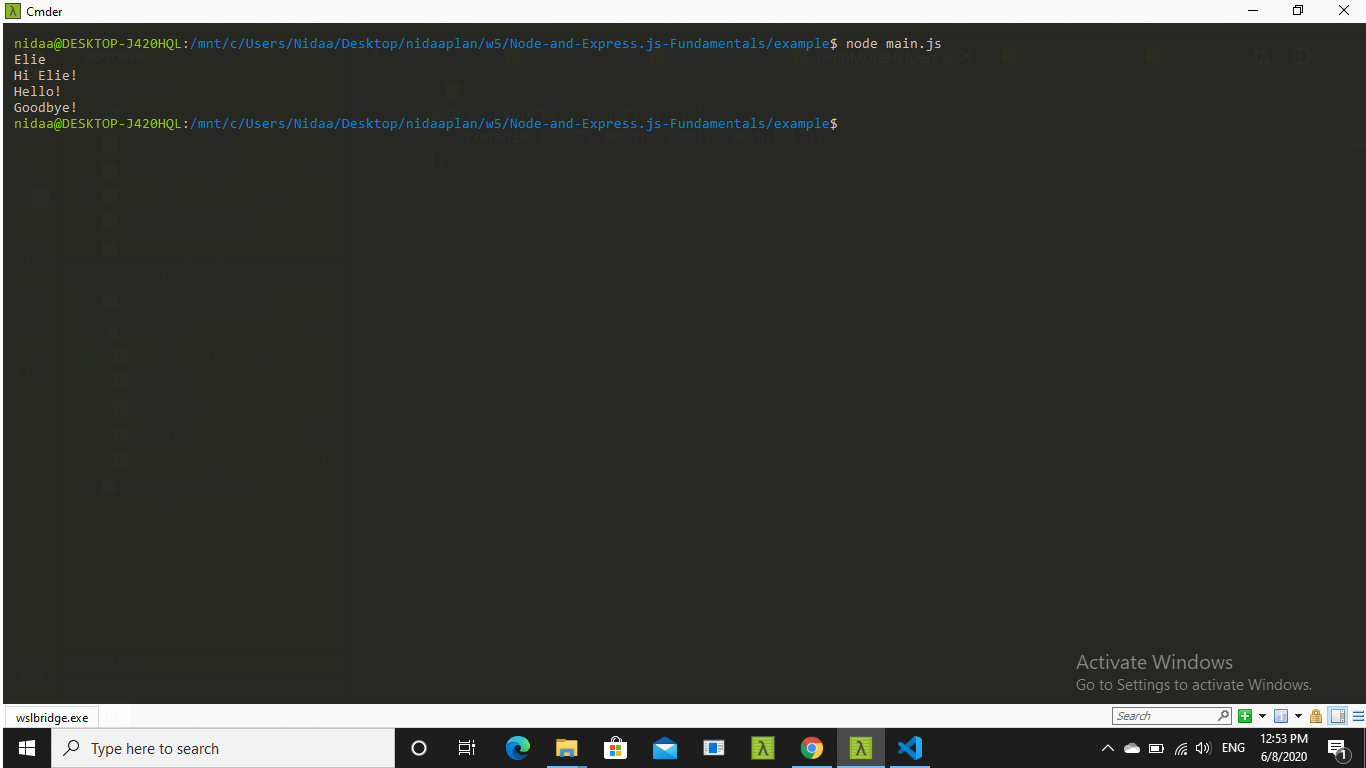 Cmder
nidaa@DESKTOP-J420HQL:/mnt/c/Users/Nidaa/Desktop/nidaaplan/w5/Node-and-Express.js-Fundamentals/example$ node main.js
Elie
Hi Elie!
Hello!
Goodbye!
nidaa@DESKTOP-J420HQL:/mnt/c/Users/Nidaa/Desktop/nidaaplan/w5/Node-and-Express.js-Fundamentals/example$
evenMoreHelpers.js
Activate Windows
Go to Settings to activate Windows.
wslbridge.exe
Search
Type here to search
ENG
12:53 PM
6/8/2020
1